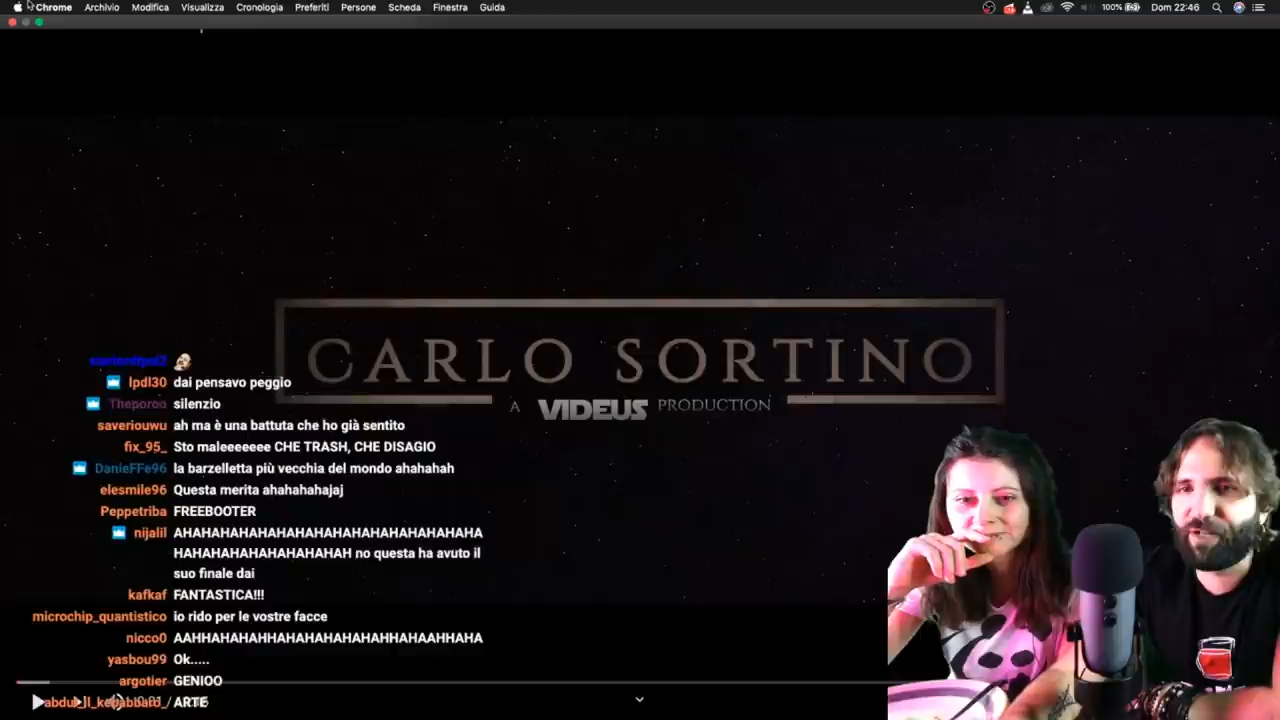 Chrome Archivio Modifica Visualizza Cronologia Preferiti Persone Scheda Finestra Guida 100% Dom 22:46
CARLO SORTINO
A VIDEUS PRODUCTION
lpdl30 dai pensavo peggio
Theporoo silenzio
saveriouwu ah ma è una battuta che ho già sentito
fix_95_ Sto maleeeeeee CHE TRASH, CHE DISAGIO
DanieFFe96 la barzelletta più vecchia del mondo ahahahah
elesmile96 Questa merita ahahahahajaj
Peppetriba FREEBOOTER
nijalil AHAHAHAHAHAHAHAHAHAHAHAHAHAHA
HAHAHAHAHAHAHAHAHAH no questa ha avuto il
suo finale dai
kafkaf FANTASTICA!!!
microchip_quantistico io rido per le vostre facce
nicco0 AAHHAHAHAHHAHAHAHAHAHAHHAHAAHHAHA
yasbou99 Ok.....
argotier GENIOO
ARTE